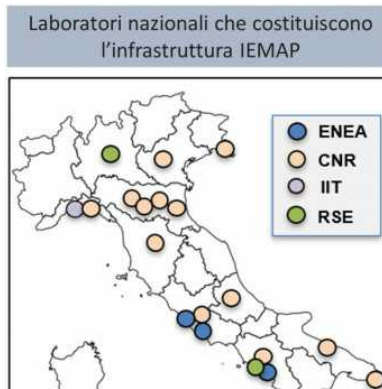 Laboratori nazionali che costituiscono
l’infrastruttura IEMAP
ENEA
CNR
IIT
RSE